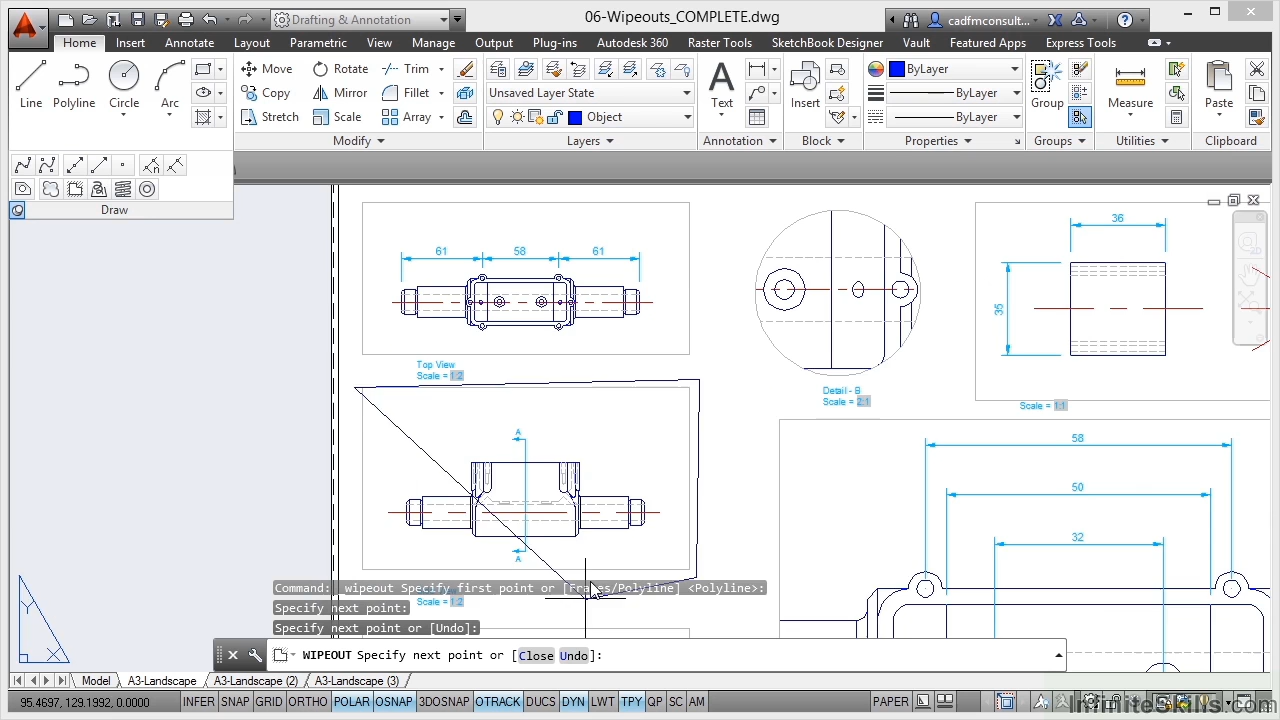 Drafting & Annotation
06-Wipeouts_COMPLETE.dwg
cadfmconsult...
Home Insert Annotate Layout Parametric View Manage Output Plug-ins Autodesk 360 Raster Tools SketchBook Designer Vault Featured Apps Express Tools
Line
Polyline
Circle
Arc
Move Rotate Trim
Copy Mirror Fillet
Stretch Scale Array
Modify
Unsaved Layer State
Object
Layers
Text
Annotation
Insert
Block
ByLayer
ByLayer
ByLayer
Properties
Group
Groups
Measure
Utilities
Paste
Clipboard
Draw
61 58 61
Top View
Scale = 1:2
Detail - B
Scale = 2:1
36
35
Scale = 1:1
A
A
Scale = 1:2
58
50
32
Y
X
Command: _wipeout Specify first point or [Frames/Polyline] <Polyline>:
Specify next point:
Specify next point or [Undo]:
WIPEOUT Specify next point or [Close Undo]:
Model A3-Landscape A3-Landscape (2) A3-Landscape (3)
95.4697, 129.1992, 0.0000 INFER SNAP GRID ORTHO POLAR OSNAP 3DOSNAP OTRACK DUCS DYN LWT TPY QP SC AM PAPER
InfiniteSkills.com